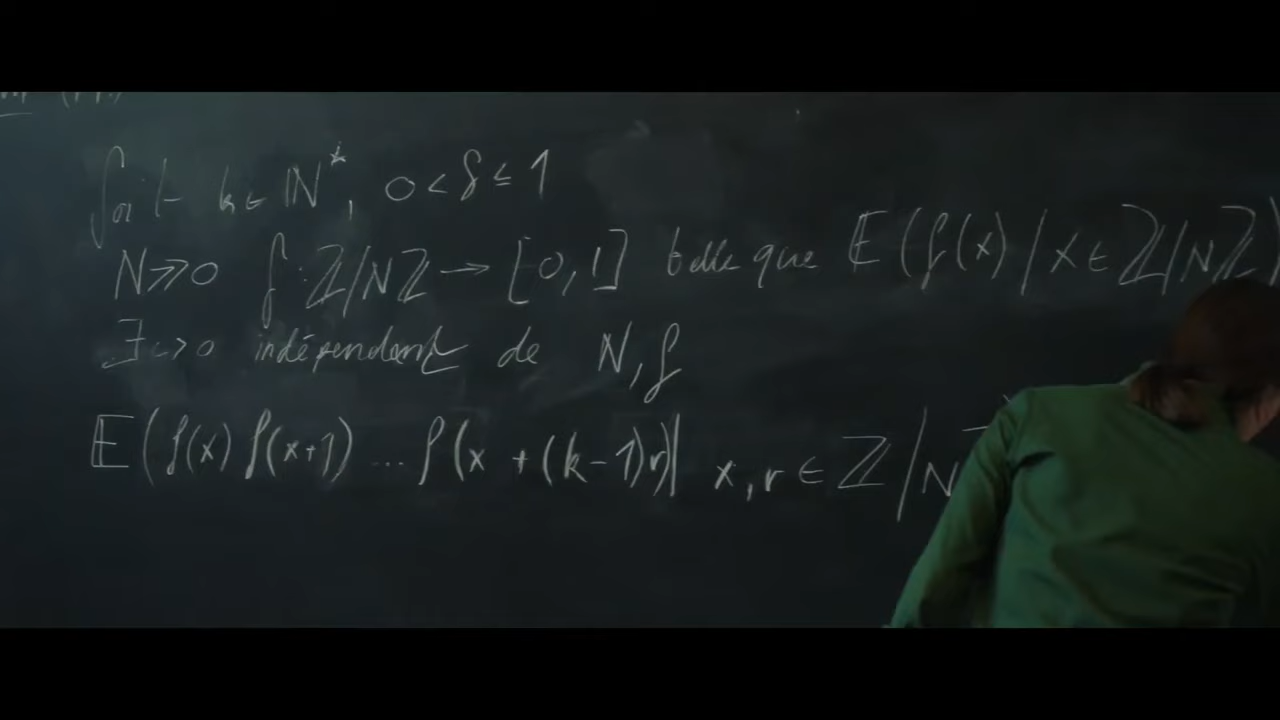 Soit k ∈ ℕ*, 0 < δ ≤ 1
N ≫ 0 f : ℤ/Nℤ → [0,1] telle que E(f(x) | x ∈ ℤ/Nℤ)
∃ c > 0 indépendant de N, f
E(f(x) f(x+1) ... f(x + (k-1)r) | x, r ∈ ℤ/N